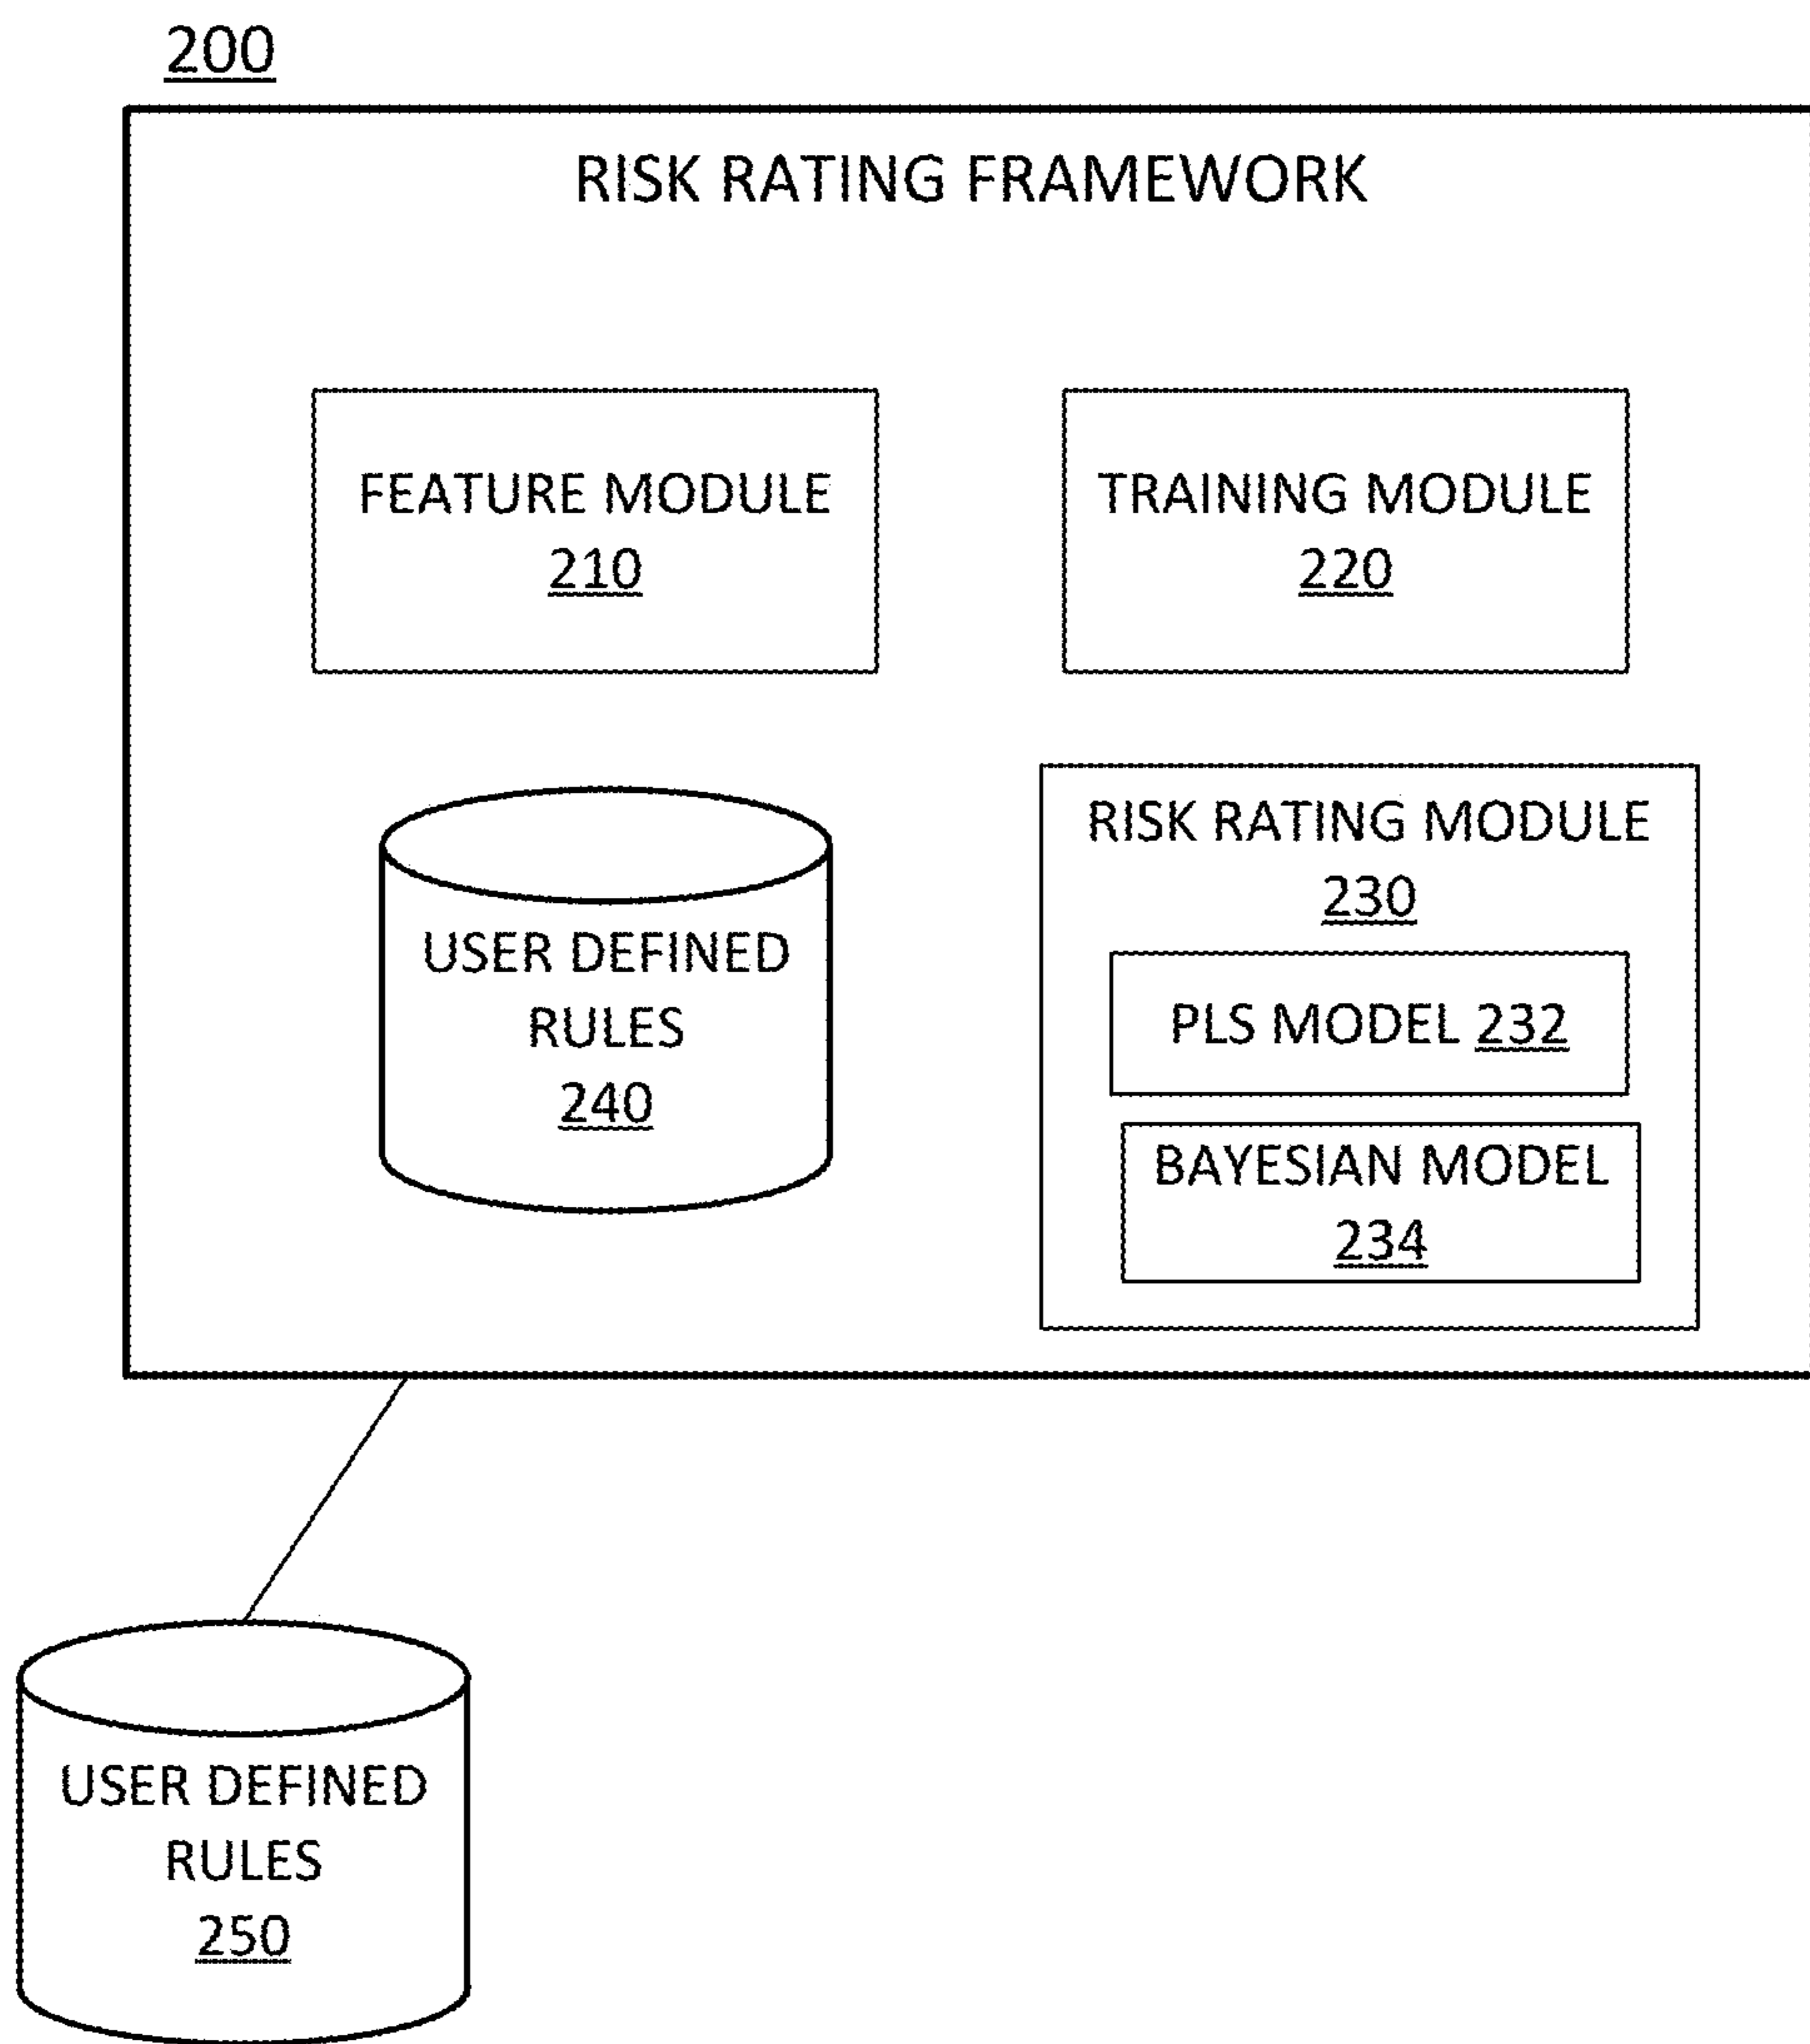 200
RISK RATING FRAMEWORK
FEATURE MODULE
210
TRAINING MODULE
220
USER DEFINED
RULES
240
RISK RATING MODULE
230
PLS MODEL 232
BAYESIAN MODEL
234
USER DEFINED
RULES
250